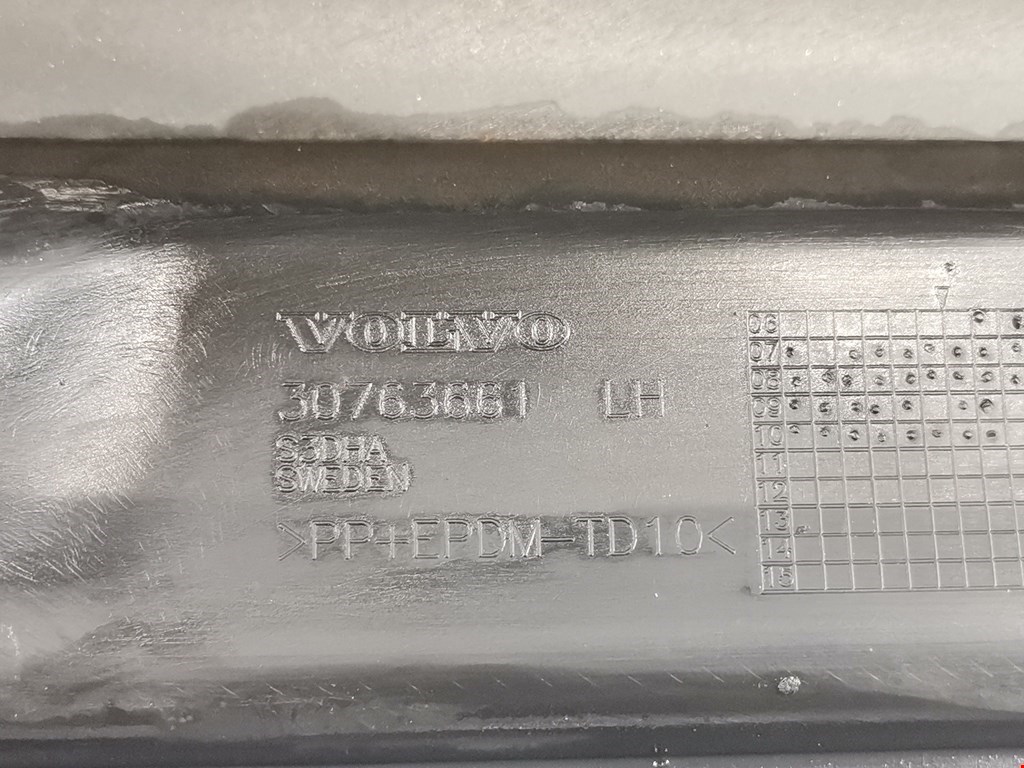 VOLVO
30763661 LH
S3DHA
SWEDEN
>PP+EPDM-TD10<
06
07
08
09
10
11
12
13
14
15